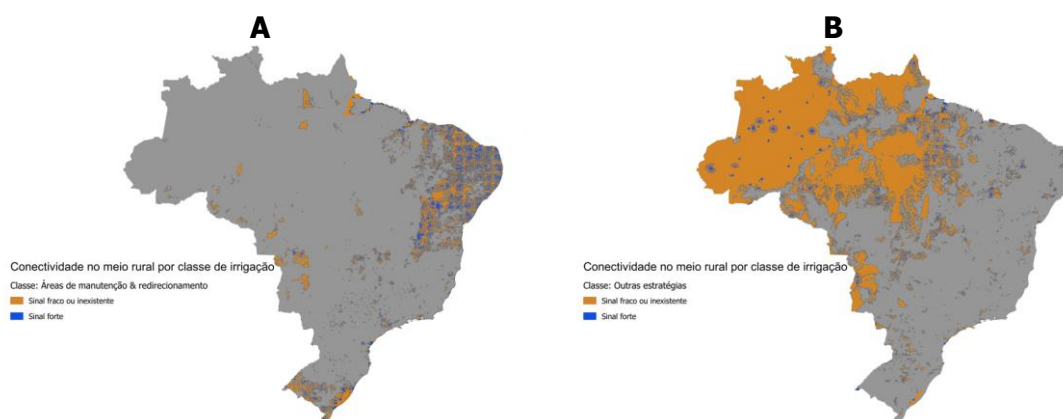 A
Conectividade no meio rural por classe de irrigação
Classe: Áreas de manutenção & redirecionamento
Sinal fraco ou inexistente
Sinal forte
B
Conectividade no meio rural por classe de irrigação
Classe: Outras estratégias
Sinal fraco ou inexistente
Sinal forte